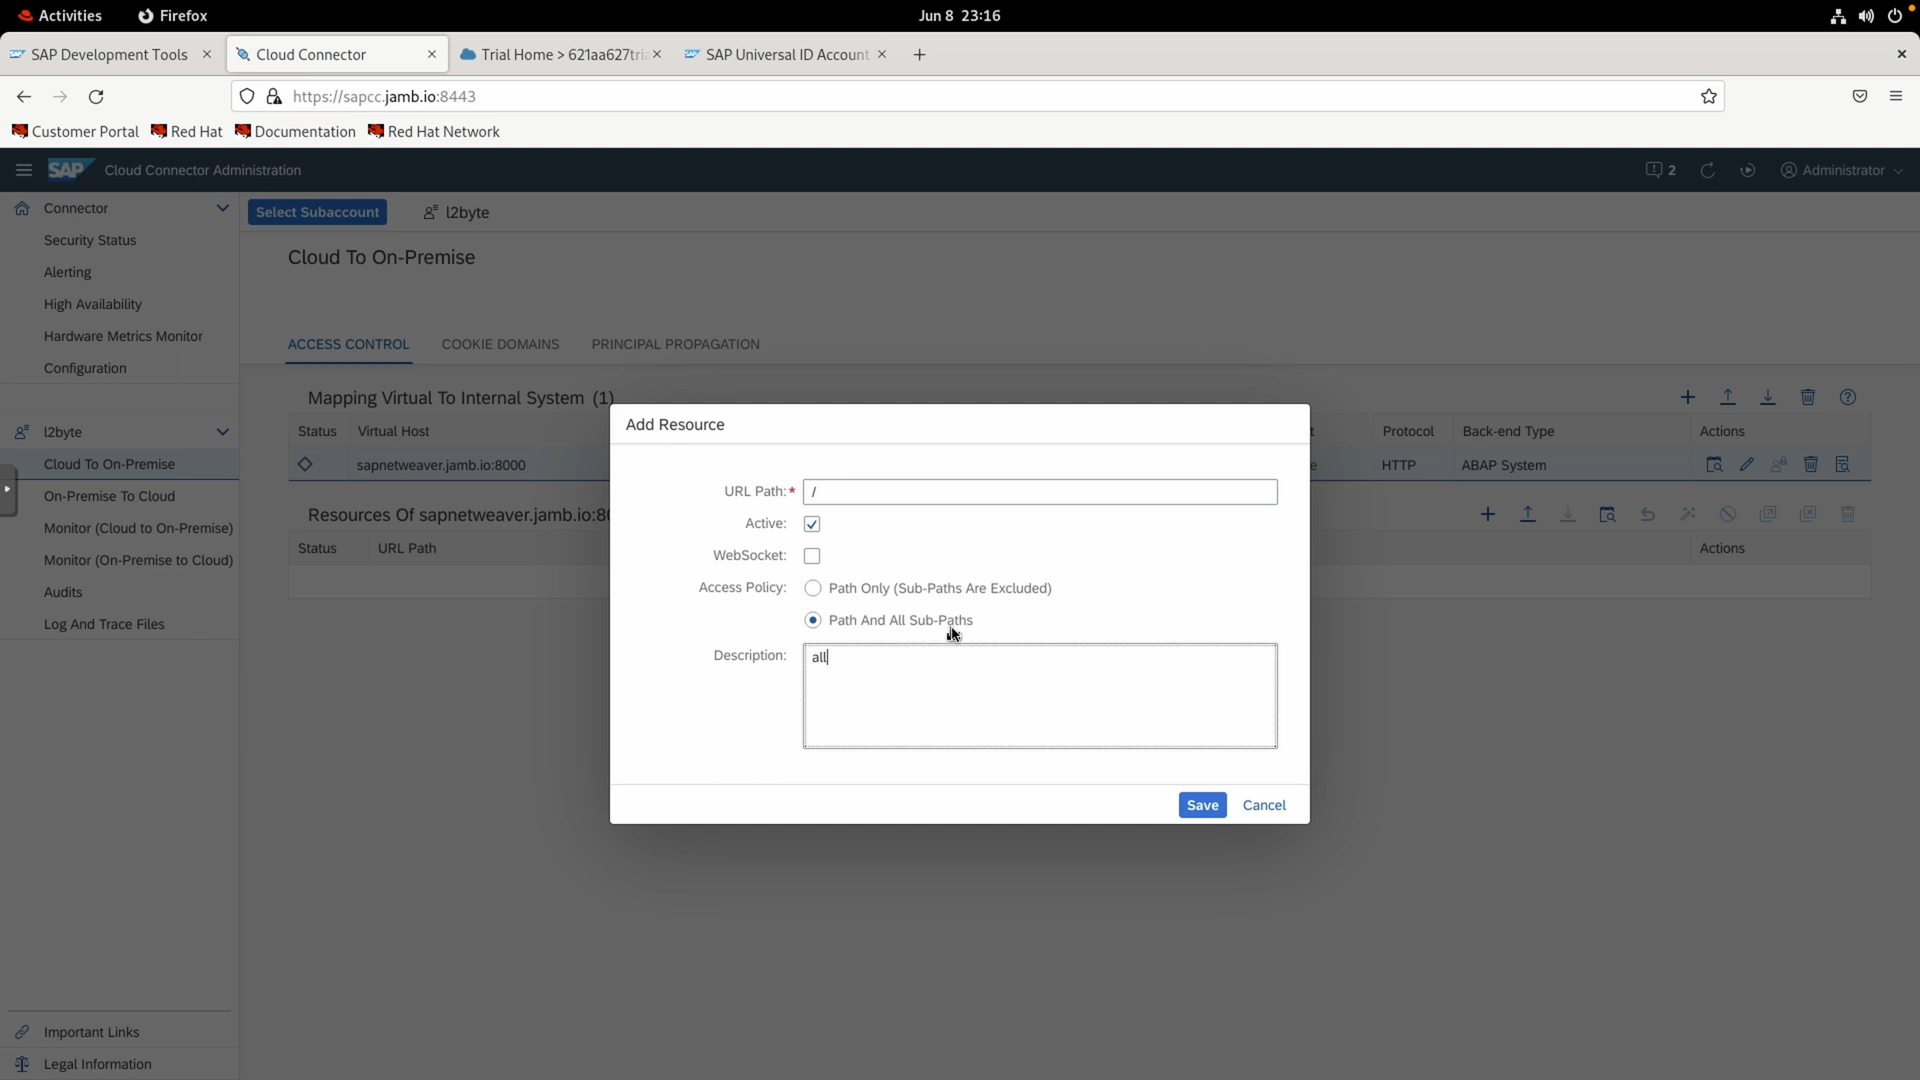 Activities
Firefox
Jun 8 23:16
SAP Development Tools
Cloud Connector
Trial Home > 621aa627tria
SAP Universal ID Account
https://sapcc.jamb.io:8443
Customer Portal
Red Hat
Documentation
Red Hat Network
SAP
Cloud Connector Administration
2
Administrator
Connector
Security Status
Alerting
High Availability
Hardware Metrics Monitor
Configuration
l2byte
Cloud To On-Premise
On-Premise To Cloud
Monitor (Cloud to On-Premise)
Monitor (On-Premise to Cloud)
Audits
Log And Trace Files
Important Links
Legal Information
Select Subaccount
l2byte
Cloud To On-Premise
ACCESS CONTROL
COOKIE DOMAINS
PRINCIPAL PROPAGATION
Mapping Virtual To Internal System (1)
Status
Virtual Host
t
Protocol
Back-end Type
Actions
sapnetweaver.jamb.io:8000
e
HTTP
ABAP System
Resources Of sapnetweaver.jamb.io:80
Status
URL Path
Actions
Add Resource
URL Path:* /
Active:
WebSocket:
Access Policy:
Path Only (Sub-Paths Are Excluded)
Path And All Sub-Paths
Description:
all
Save
Cancel